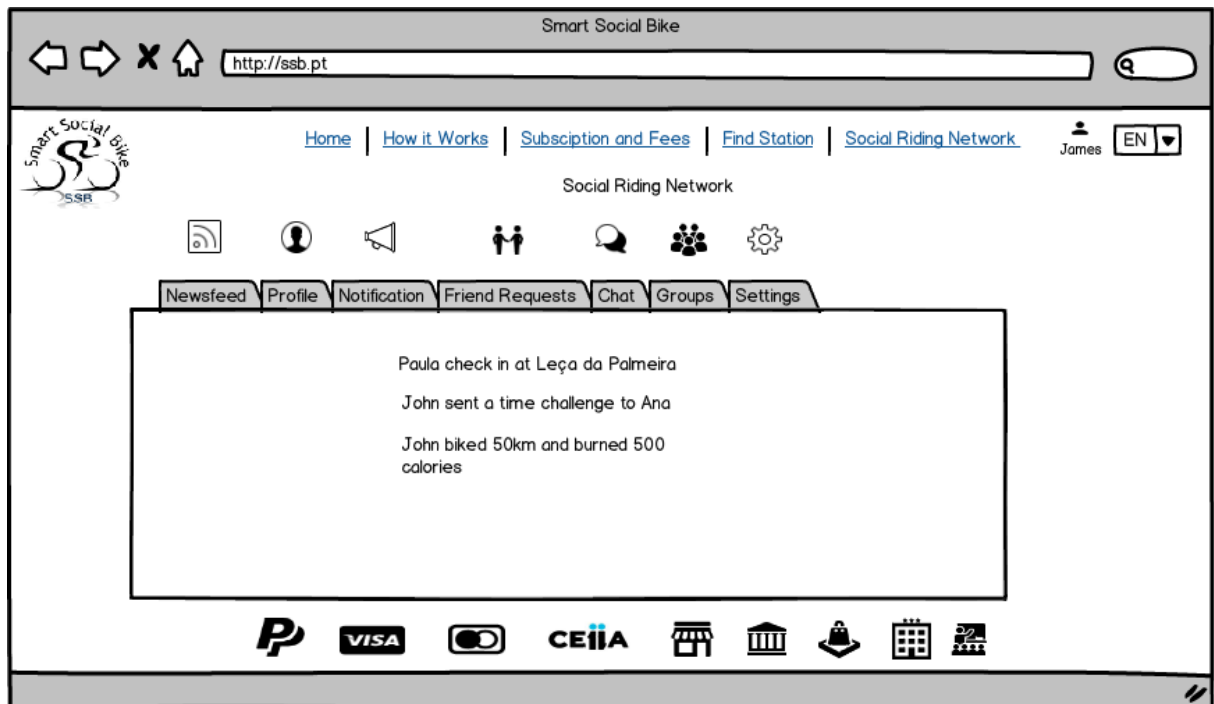 Smart Social Bike
http://ssb.pt
Smart Social Bike
SSB
Home How it Works Subsciption and Fees Find Station Social Riding Network
James
EN
Social Riding Network
Newsfeed Profile Notification Friend Requests Chat Groups Settings
Paula check in at Leça da Palmeira
John sent a time challenge to Ana
John biked 50km and burned 500
calories
VISA CEiiA